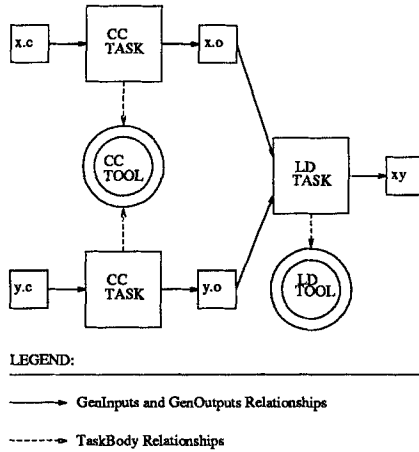 x.c
CC
TASK
x.o
CC
TOOL
LD
TASK
xy
y.c
CC
TASK
y.o
LD
TOOL
LEGEND:
GenInputs and GenOutputs Relationships
TaskBody Relationships